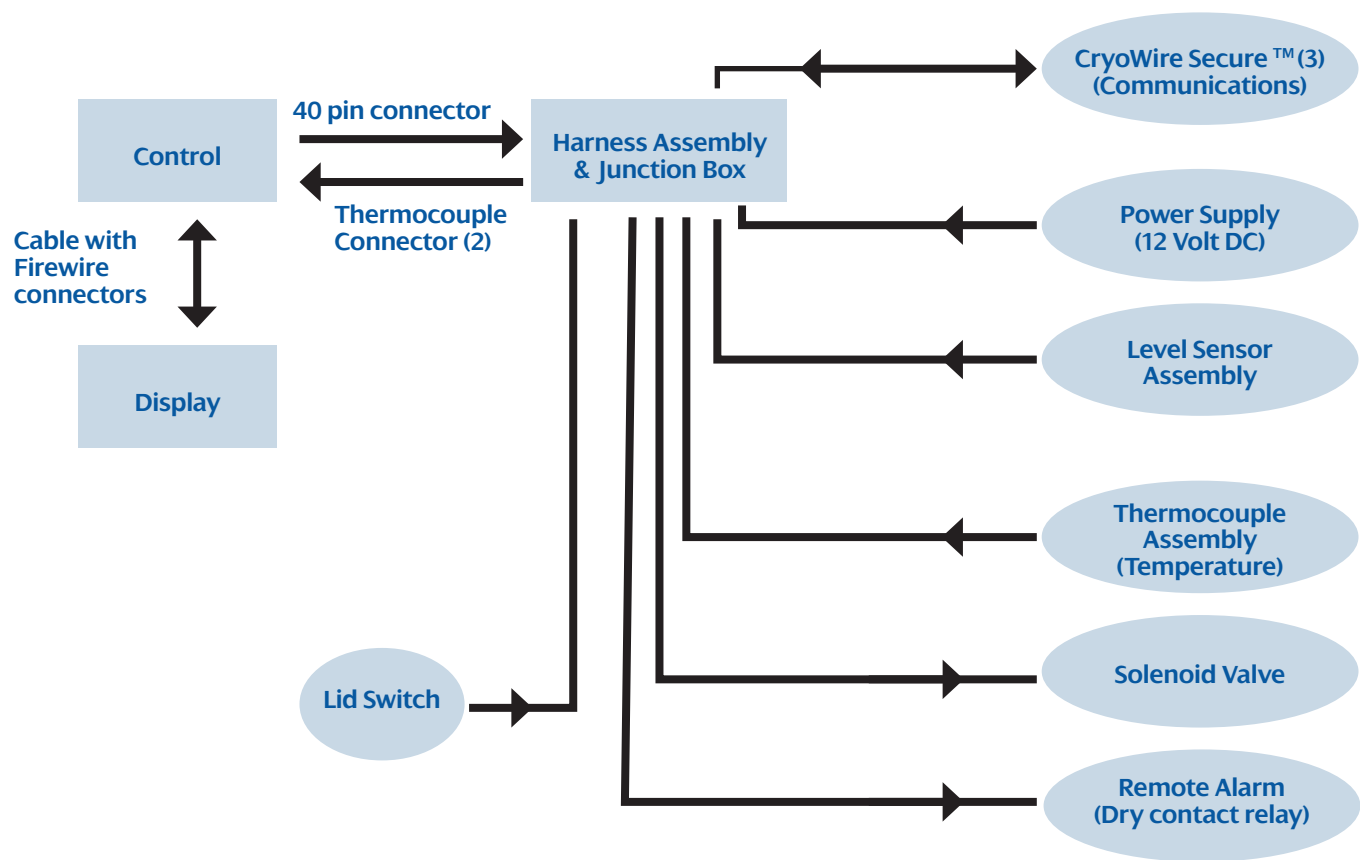 CryoWire Secure ™(3)
(Communications)
40 pin connector
Control
Harness Assembly
& Junction Box
Thermocouple
Connector (2)
Power Supply
(12 Volt DC)
Cable with
Firewire
connectors
Level Sensor
Assembly
Display
Thermocouple
Assembly
(Temperature)
Solenoid Valve
Lid Switch
Remote Alarm
(Dry contact relay)